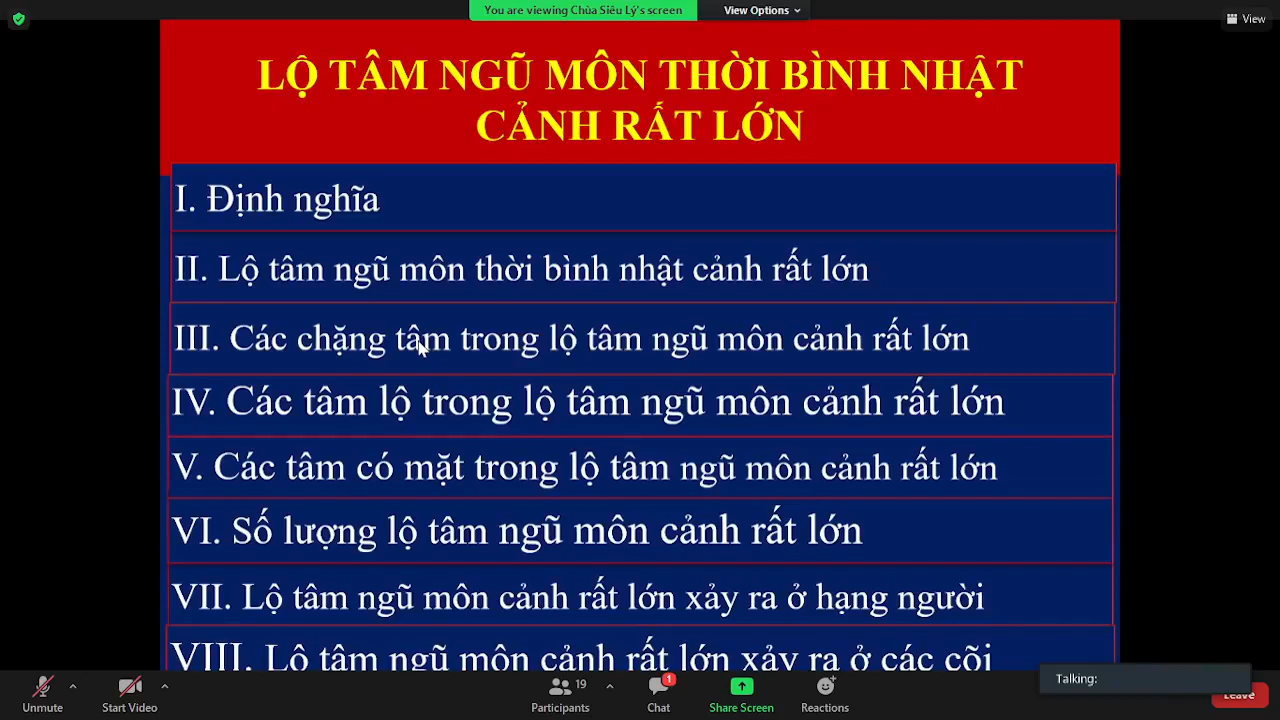 You are viewing Chùa Siêu Lý's screen
View Options
View
LỘ TÂM NGŨ MÔN THỜI BÌNH NHẬT
CẢNH RẤT LỚN
I. Định nghĩa
II. Lộ tâm ngũ môn thời bình nhật cảnh rất lớn
III. Các chặng tâm trong lộ tâm ngũ môn cảnh rất lớn
IV. Các tâm lộ trong lộ tâm ngũ môn cảnh rất lớn
V. Các tâm có mặt trong lộ tâm ngũ môn cảnh rất lớn
VI. Số lượng lộ tâm ngũ môn cảnh rất lớn
VII. Lộ tâm ngũ môn cảnh rất lớn xảy ra ở hạng người
VIII. Lộ tâm ngũ môn cảnh rất lớn xảy ra ở các cõi
Talking:
19
1
Unmute
Start Video
Participants
Chat
Share Screen
Reactions
Leave